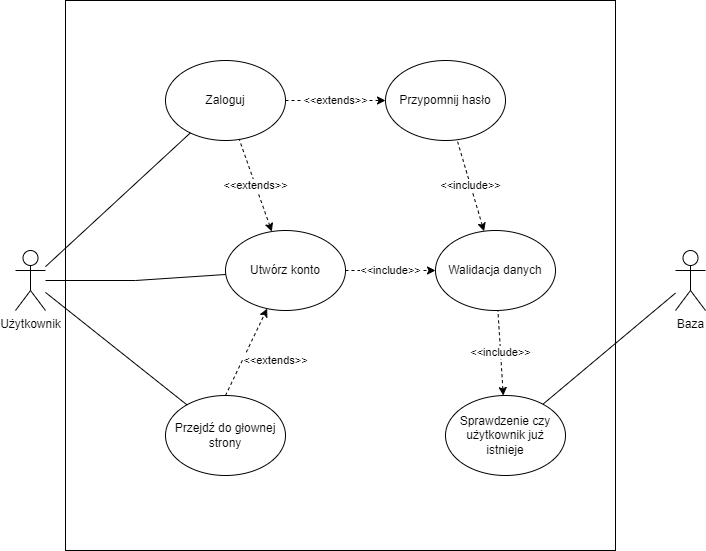 Zaloguj
<<extends>>
Przypomnij hasło
<<extends>>
<<include>>
Utwórz konto
<<include>>
Walidacja danych
Użytkownik
Baza
<<extends>>
<<include>>
Przejdź do głownej
strony
Sprawdzenie czy
użytkownik już
istnieje